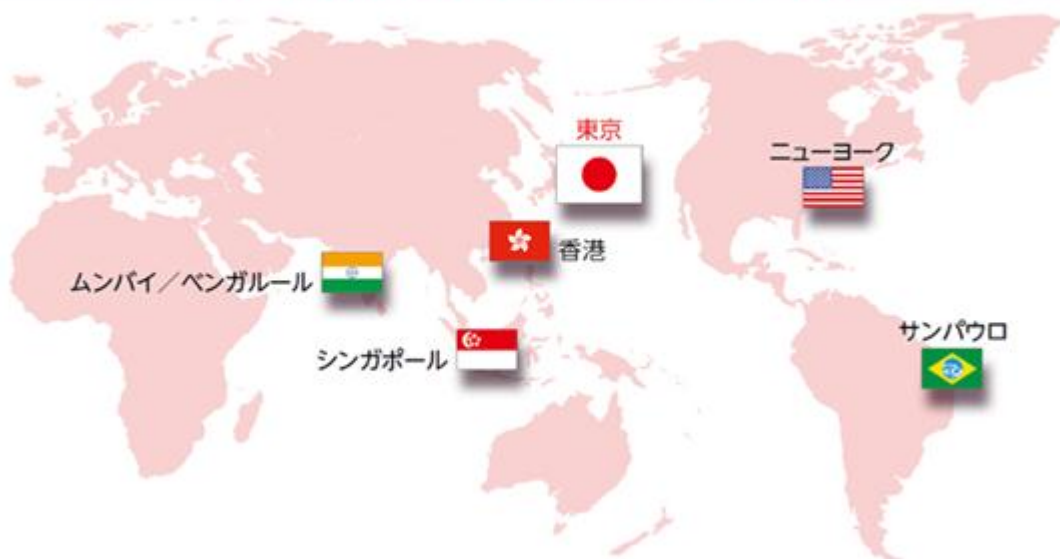 東京
ニューヨーク
香港
ムンバイ／ベンガルール
シンガポール
サンパウロ